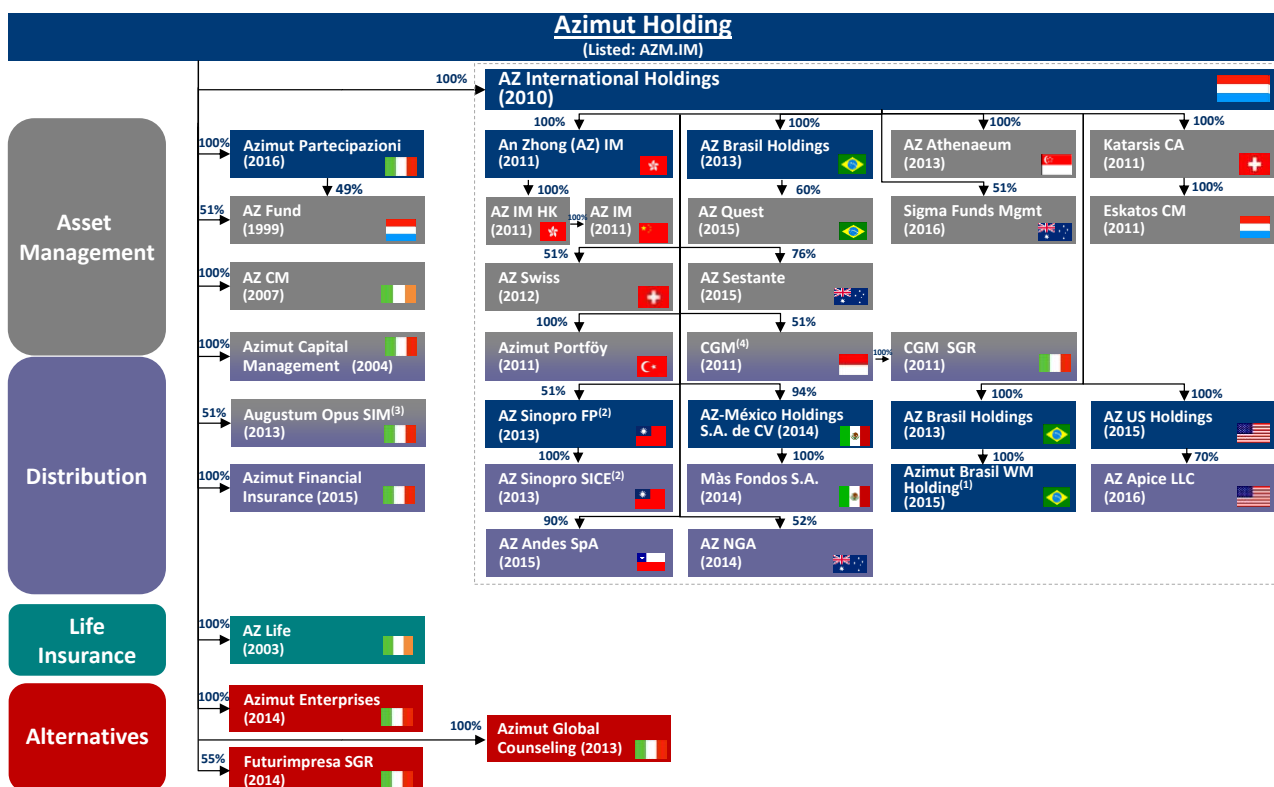 Azimut Holding
(Listed: AZM.IM)
100%
AZ International Holdings
(2010)
Asset
Management
Distribution
Life
Insurance
Alternatives
100%
Azimut Partecipazioni
(2016)
49%
51%
AZ Fund
(1999)
100%
AZ CM
(2007)
100%
Azimut Capital
Management (2004)
51%
Augustum Opus SIM(3)
(2013)
100%
Azimut Financial
Insurance (2015)
100%
AZ Life
(2003)
100%
Azimut Enterprises
(2014)
100%
Azimut Global
Counseling (2013)
55%
Futurimpresa SGR
(2014)
100%
An Zhong (AZ) IM
(2011)
100%
AZ IM HK
(2011)
100%
AZ IM
(2011)
100%
AZ Brasil Holdings
(2013)
60%
AZ Quest
(2015)
100%
AZ Athenaeum
(2013)
51%
Sigma Funds Mgmt
(2016)
100%
Katarsis CA
(2011)
100%
Eskatos CM
(2011)
51%
AZ Swiss
(2012)
76%
AZ Sestante
(2015)
100%
Azimut Portföy
(2011)
51%
CGM(4)
(2011)
100%
CGM SGR
(2011)
51%
AZ Sinopro FP(2)
(2013)
94%
AZ-México Holdings
S.A. de CV (2014)
100%
AZ Brasil Holdings
(2013)
100%
AZ US Holdings
(2015)
100%
AZ Sinopro SICE(2)
(2013)
100%
Màs Fondos S.A.
(2014)
100%
Azimut Brasil WM
Holding(1)
(2015)
70%
AZ Apice LLC
(2016)
90%
AZ Andes SpA
(2015)
52%
AZ NGA
(2014)